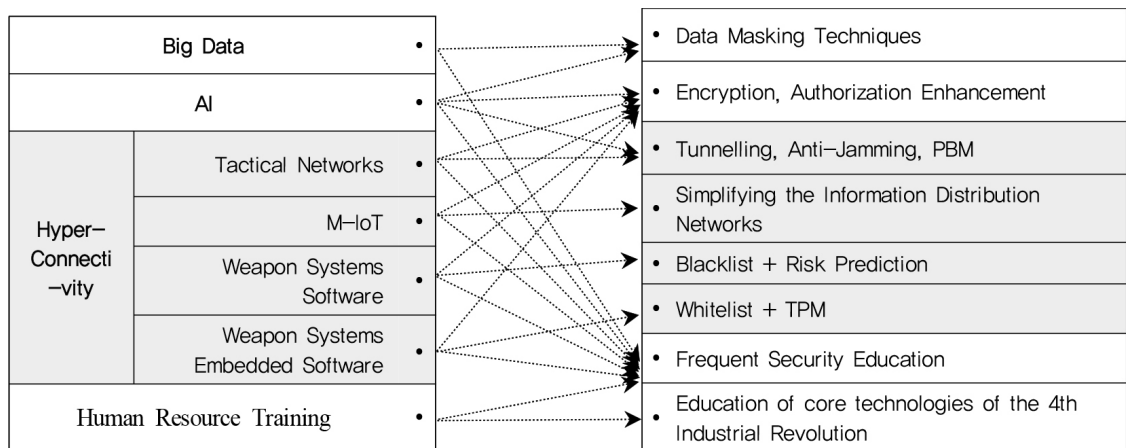 Big Data •
AI •
Hyper-
Connecti
-vity
Tactical Networks •
M-IoT •
Weapon Systems
Software •
Weapon Systems
Embedded Software •
Human Resource Training •
• Data Masking Techniques
• Encryption, Authorization Enhancement
• Tunnelling, Anti-Jamming, PBM
• Simplifying the Information Distribution
Networks
• Blacklist + Risk Prediction
• Whitelist + TPM
• Frequent Security Education
• Education of core technologies of the 4th
Industrial Revolution